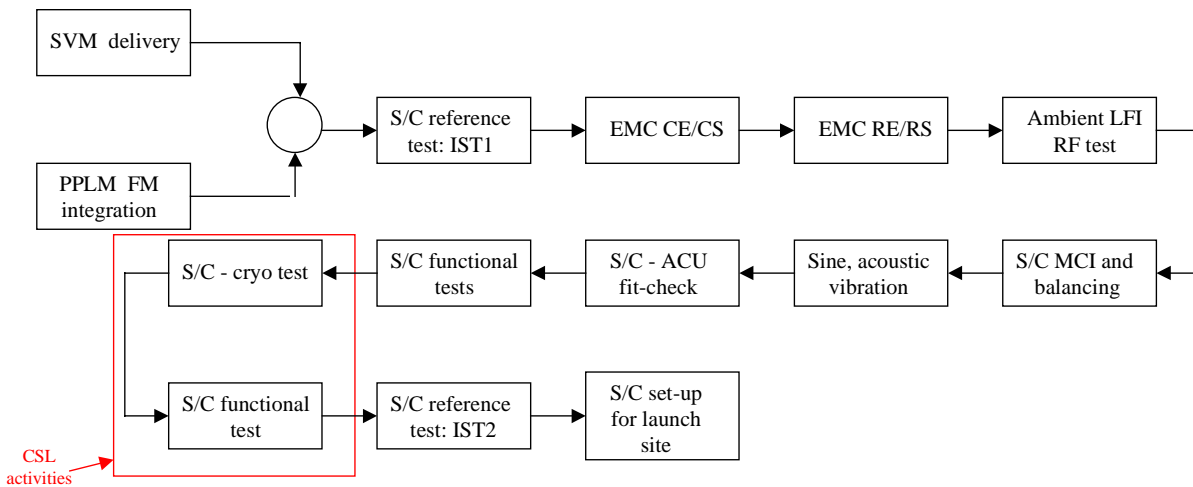 SVM delivery
PPLM FM
integration
S/C reference
test: IST1
EMC CE/CS
EMC RE/RS
Ambient LFI
RF test
S/C MCI and
balancing
Sine, acoustic
vibration
S/C - ACU
fit-check
S/C functional
tests
S/C - cryo test
S/C functional
test
S/C reference
test: IST2
S/C set-up
for launch
site
CSL
activities